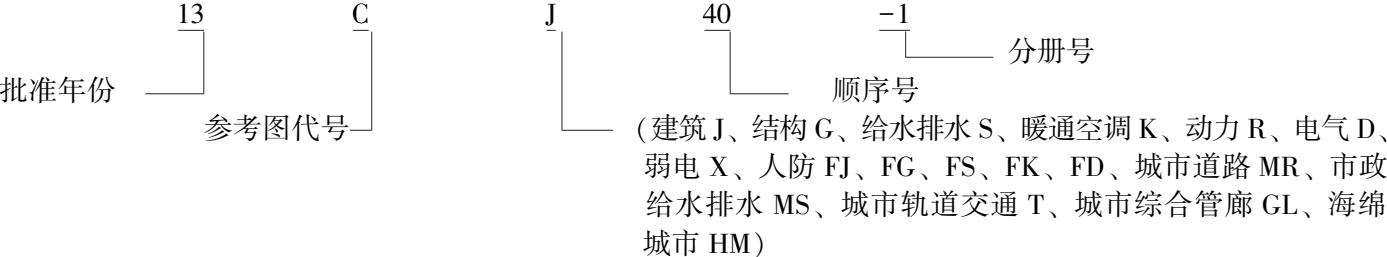 13 C J 40 -1
分册号
批准年份 顺序号
参考图代号 (建筑 J、结构 G、给水排水 S、暖通空调 K、动力 R、电气 D、
弱电 X、人防 FJ、FG、FS、FK、FD、城市道路 MR、市政
给水排水 MS、城市轨道交通 T、城市综合管廊 GL、海绵
城市 HM)